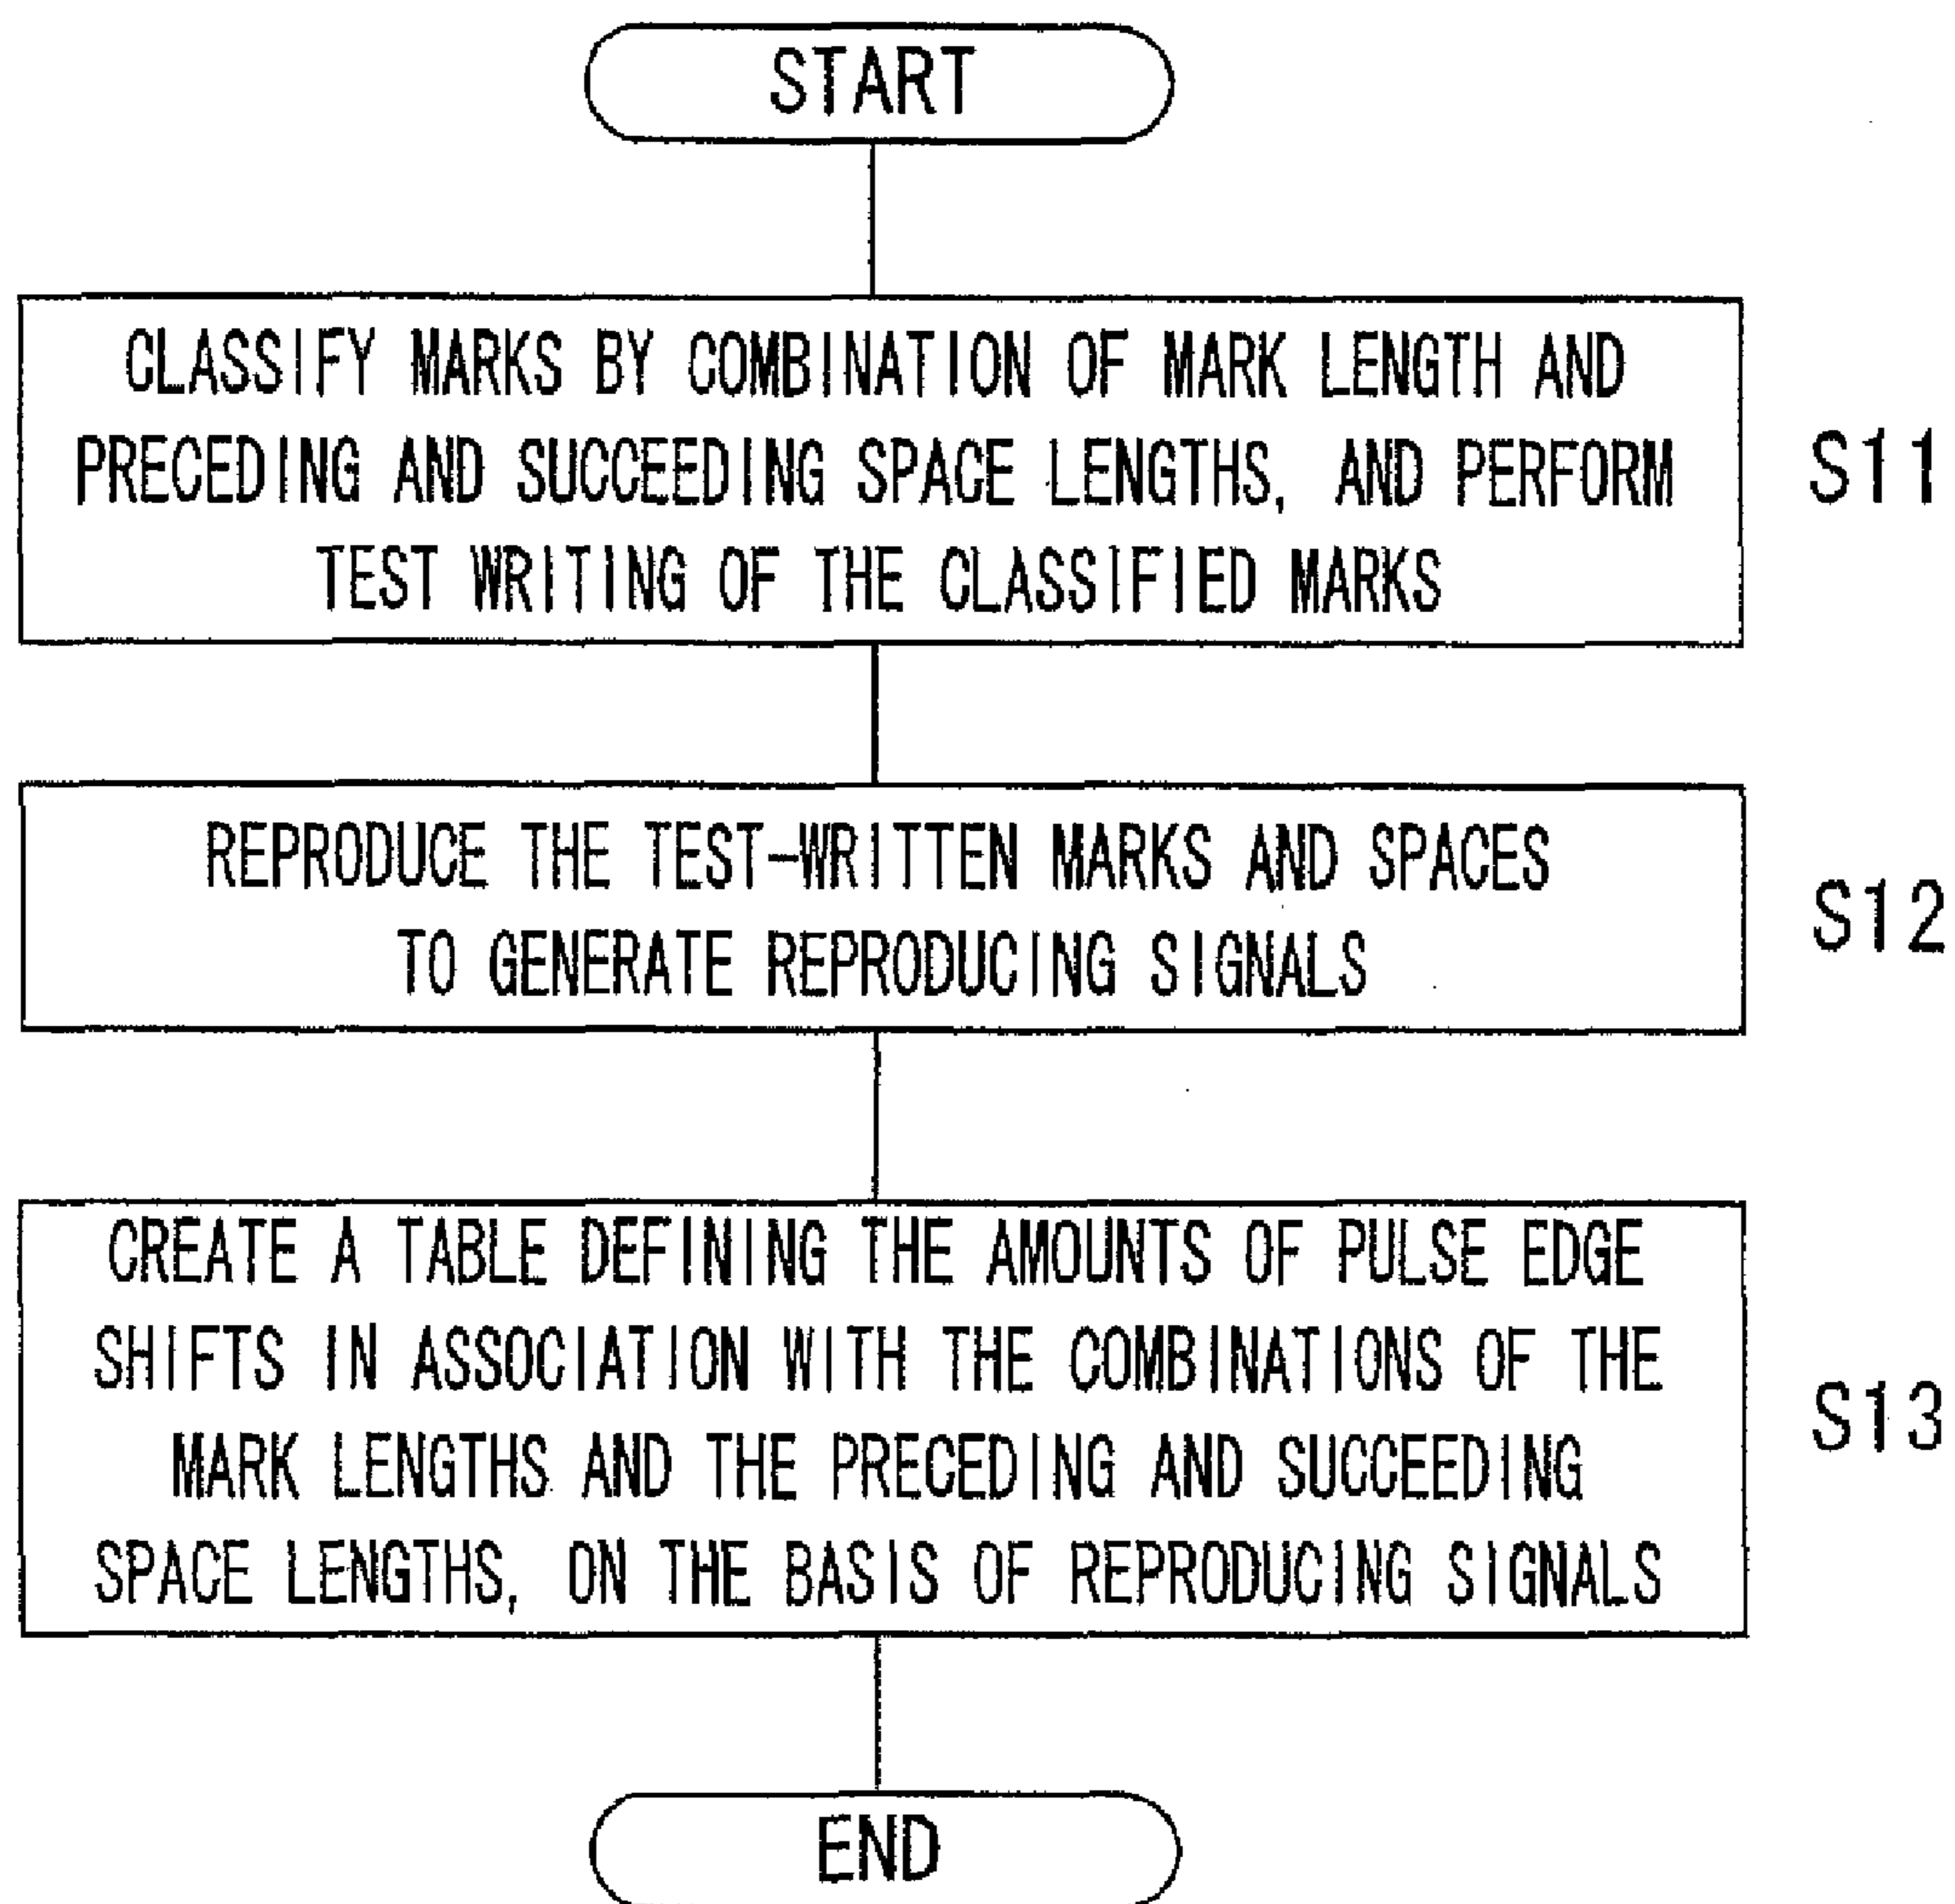 START
CLASSIFY MARKS BY COMBINATION OF MARK LENGTH AND
PRECEDING AND SUCCEEDING SPACE LENGTHS, AND PERFORM
TEST WRITING OF THE CLASSIFIED MARKS
S11
REPRODUCE THE TEST-WRITTEN MARKS AND SPACES
TO GENERATE REPRODUCING SIGNALS
S12
CREATE A TABLE DEFINING THE AMOUNTS OF PULSE EDGE
SHIFTS IN ASSOCIATION WITH THE COMBINATIONS OF THE
MARK LENGTHS AND THE PRECEDING AND SUCCEEDING
SPACE LENGTHS, ON THE BASIS OF REPRODUCING SIGNALS
S13
END